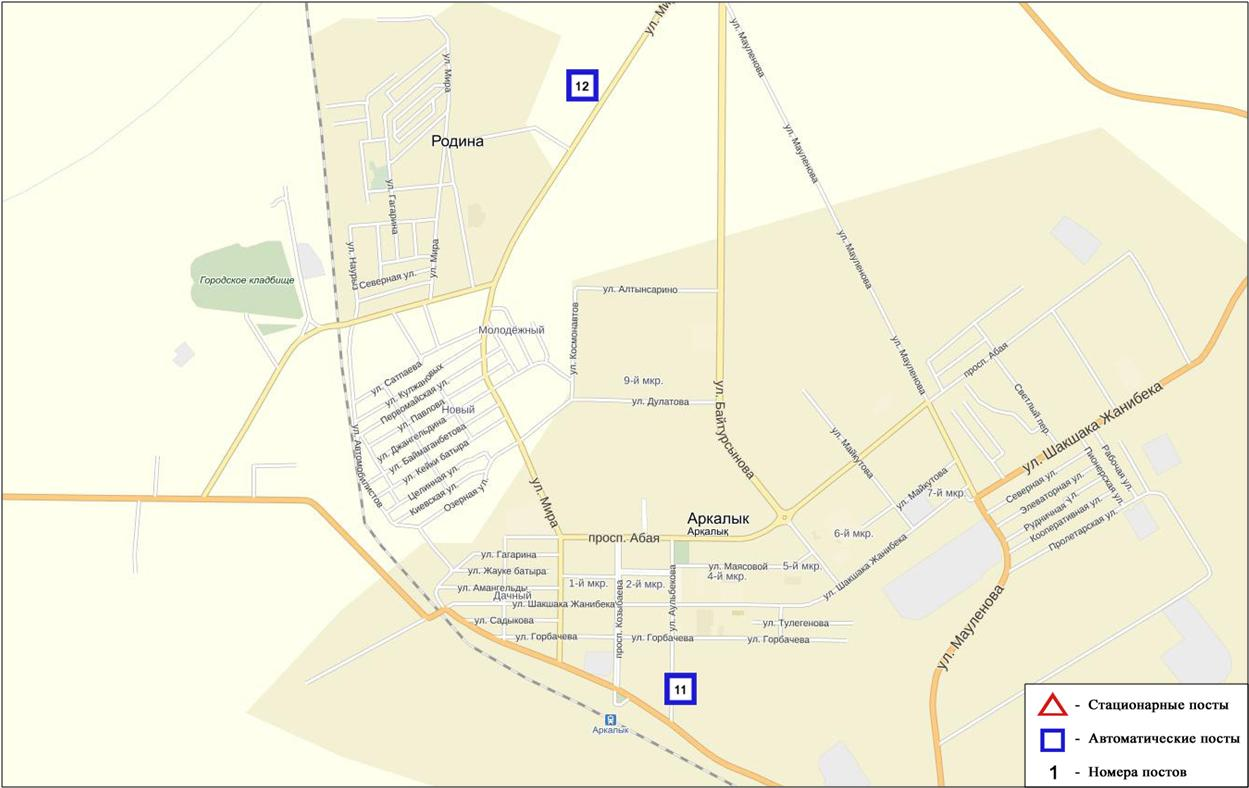 ул. Мира
ул. Мауленова
12
ул. Мира
Родина
ул. Мауленова
ул. Гагарина
ул. Наурыз
ул. Мира
Северная ул.
Городское кладбище
ул. Мауленова
ул. Алтынсарино
Молодёжный
ул. Космонавтов
ул. Мауленова
просп. Абая
ул. Сатпаева
ул. Кулжановых
Первомайская ул.
ул. Павлова
Новый
ул. Джангельдина
ул. Баймаганбетова
ул. Кейки батыра
Целинная ул.
Киевская ул.
Озерная ул.
ул. Автомобилистов
9-й мкр.
ул. Дулатова
ул. Байтурсынова
Светлый пер.
ул. Шакшака Жанибека
ул. Майкутова
ул. Майкутова
7-й мкр.
Рабочая ул.
Пионерская ул.
Северная ул.
Элеваторная ул.
Рудничная ул.
Кооперативная ул.
Пролетарская ул.
ул. Мира
Аркалык
Арқалық
просп. Абая
6-й мкр.
ул. Шакшака Жанибека
ул. Гагарина
ул. Жауке батыра
ул. Амангельды
Дачный
1-й мкр.
2-й мкр.
ул. Маясовой
4-й мкр.
5-й мкр.
ул. Шакшака Жанибека
ул. Садыкова
просп. Козыбаева
ул. Аульбекова
ул. Тулегенова
ул. Горбачева
ул. Горбачева
ул. Горбачева
ул. Мауленова
11
Аркалык
- Стационарные посты
- Автоматические посты
1 - Номера постов